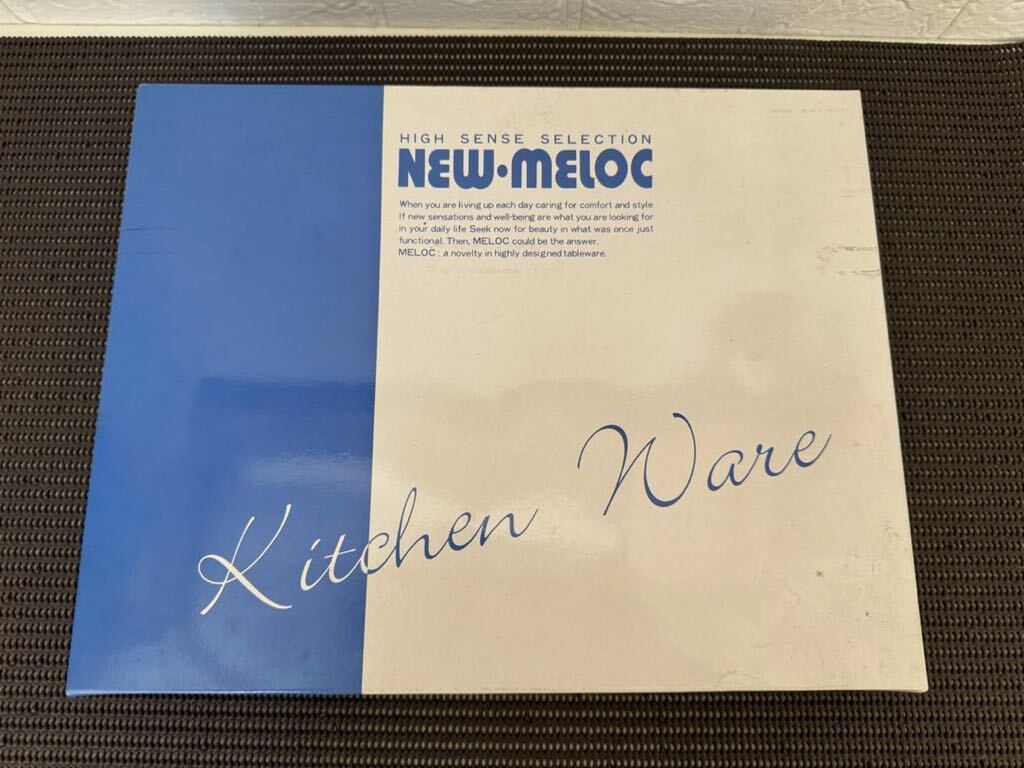 HIGH SENSE SELECTION
NEW·MELOC
When you are living up each day caring for comfort and style
If new sensations and well-being are what you are looking for
in your daily life Seek now for beauty in what was once just
functional. Then, MELOC could be the answer.
MELOC : a novelty in highly designed tableware.
Kitchen Ware